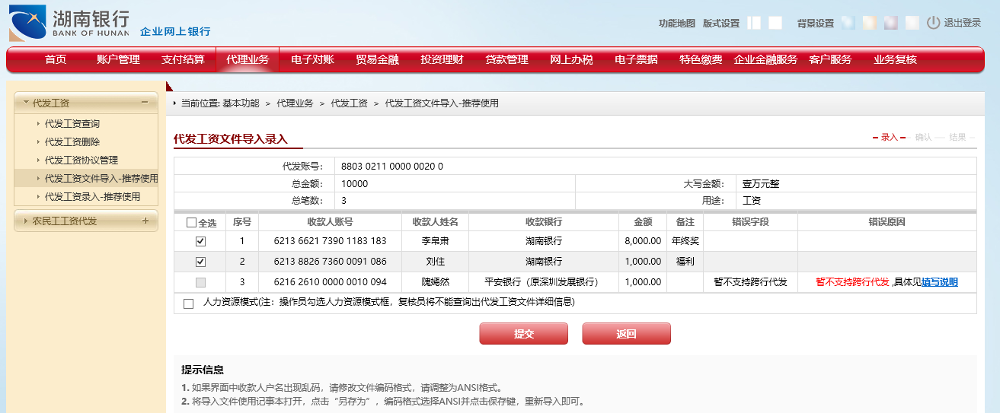 湖南银行
BANK OF HUNAN 企业网上银行
功能地图 版式设置 背景设置 退出登录
首页 账户管理 支付结算 代理业务 电子对账 贸易金融 投资理财 贷款管理 网上办税 电子票据 特色缴费 企业金融服务 客户服务 业务复核
代发工资
代发工资查询
代发工资删除
代发工资协议管理
代发工资文件导入-推荐使用
代发工资录入-推荐使用
农民工工资代发
当前位置: 基本功能 > 代理业务 > 代发工资 > 代发工资文件导入-推荐使用
代发工资文件导入录入
录入 确认 结果
代发账号: 8803 0211 0000 0020 0
总金额: 10000 大写金额: 壹万元整
总笔数: 3 用途: 工资
全选 序号 收款人账号 收款人姓名 收款银行 金额 备注 错误字段 错误原因
1 6213 6621 7390 1183 183 李帛肃 湖南银行 8,000.00 年终奖
2 6213 8826 7360 0091 086 刘住 湖南银行 1,000.00 福利
3 6216 2610 0000 0010 094 隗嫣然 平安银行（原深圳发展银行） 1,000.00 暂不支持跨行代发 暂不支持跨行代发 ,具体见填写说明
人力资源模式(注：操作员勾选人力资源模式框，复核员将不能查询出代发工资文件详细信息)
提交 返回
提示信息
1. 如果界面中收款人户名出现乱码，请修改文件编码格式，请调整为ANSI格式。
2. 将导入文件使用记事本打开，点击“另存为”，编码格式选择ANSI并点击保存键，重新导入即可。